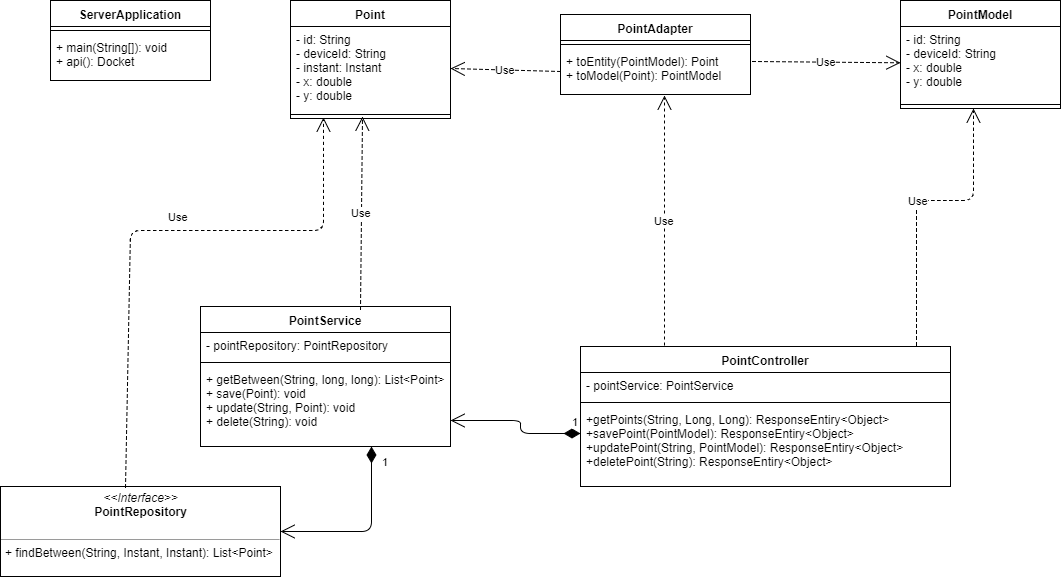 ServerApplication
+ main(String[]): void
+ api(): Docket
Point
- id: String
- deviceId: String
- instant: Instant
- x: double
- y: double
PointAdapter
+ toEntity(PointModel): Point
+ toModel(Point): PointModel
PointModel
- id: String
- deviceId: String
- x: double
- y: double
Use
Use
Use
Use
Use
Use
PointService
- pointRepository: PointRepository
+ getBetween(String, long, long): List<Point>
+ save(Point): void
+ update(String, Point): void
+ delete(String): void
1
PointController
- pointService: PointService
+getPoints(String, Long, Long): ResponseEntiry<Object>
+savePoint(PointModel): ResponseEntiry<Object>
+updatePoint(String, PointModel): ResponseEntiry<Object>
+deletePoint(String): ResponseEntiry<Object>
1
<<Interface>>
PointRepository
+ findBetween(String, Instant, Instant): List<Point>